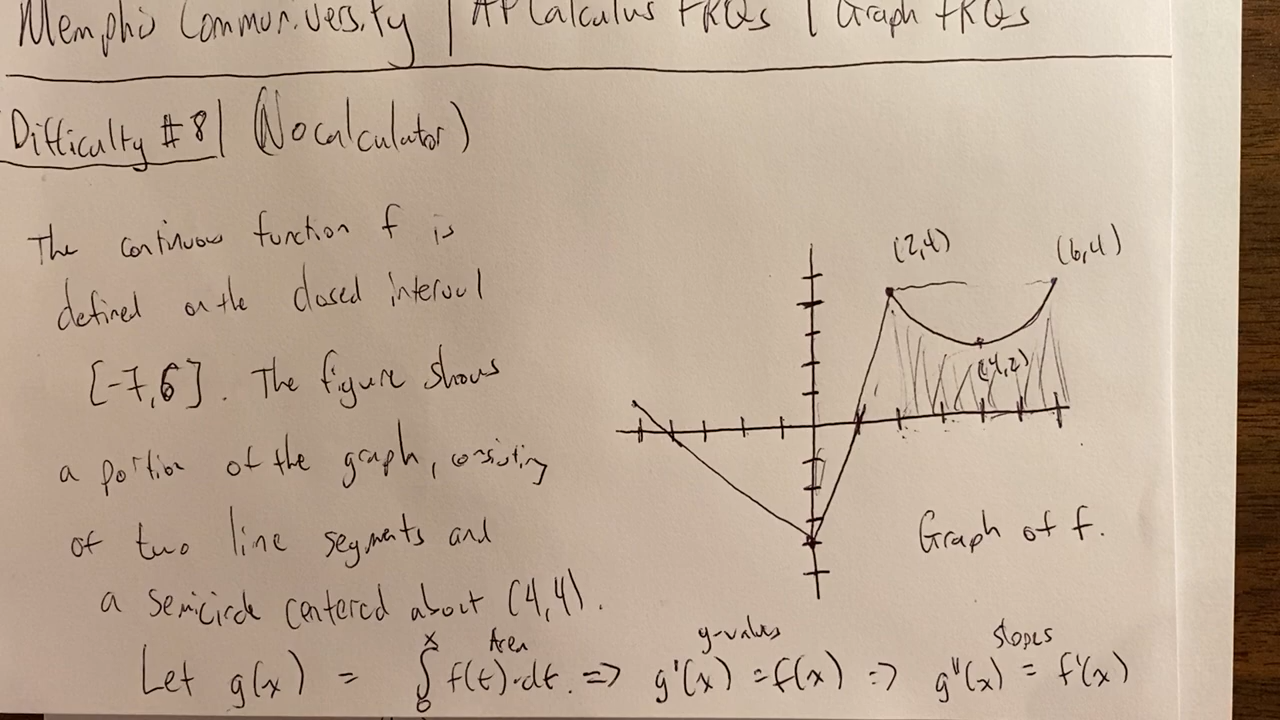 Memphis Communiversity | AP Calculus FRQs | Graph FRQs
Difficulty #8 | (No calculator)
The continuous function f is
defined on the closed interval
[-7,6]. The figure shows
a portion of the graph, consisting
of two line segments and
a semicircle centered about (4,4).
(2,4) (6,4)
(4,2)
Graph of f.
Area y-values slopes
Let g(x) = ∫₀ˣ f(t)·dt. => g'(x) = f(x) => g''(x) = f'(x)